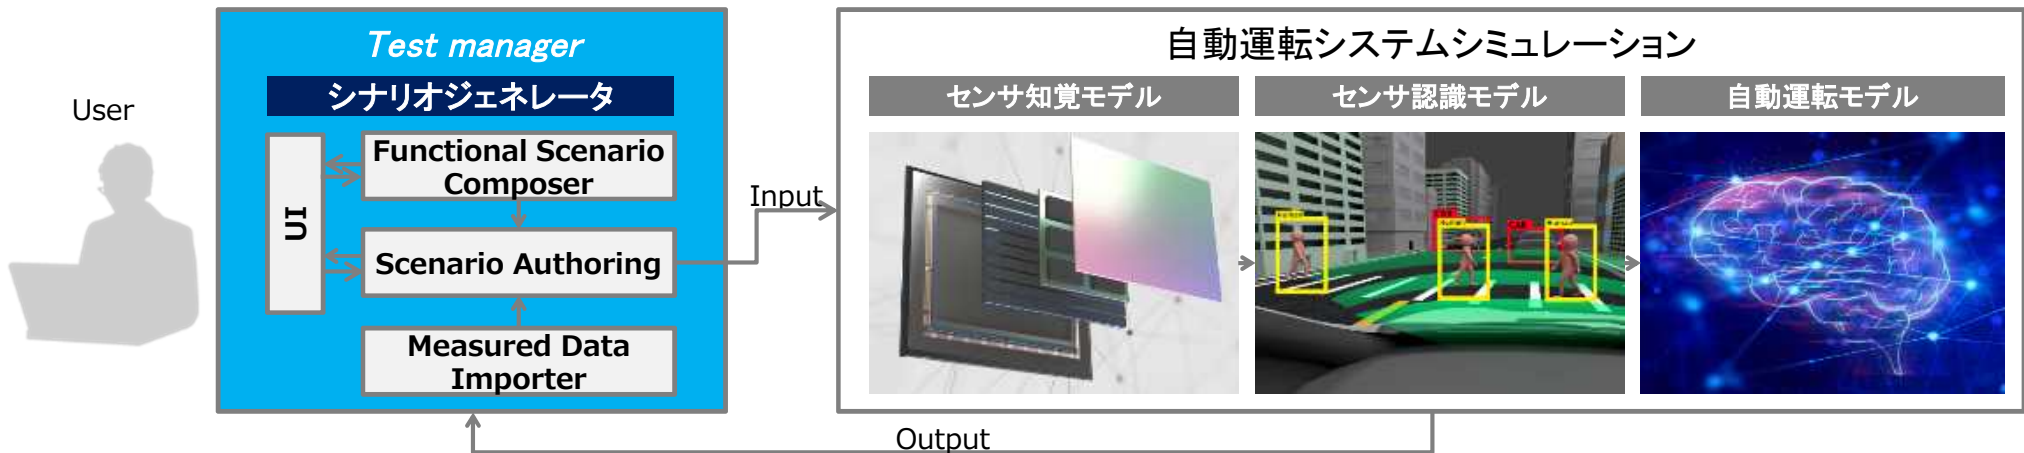 User
Test manager
シナリオジェネレータ
UI
Functional Scenario
Composer
Scenario Authoring
Measured Data
Importer
Input
自動運転システムシミュレーション
センサ知覚モデル
センサ認識モデル
自動運転モデル
Output